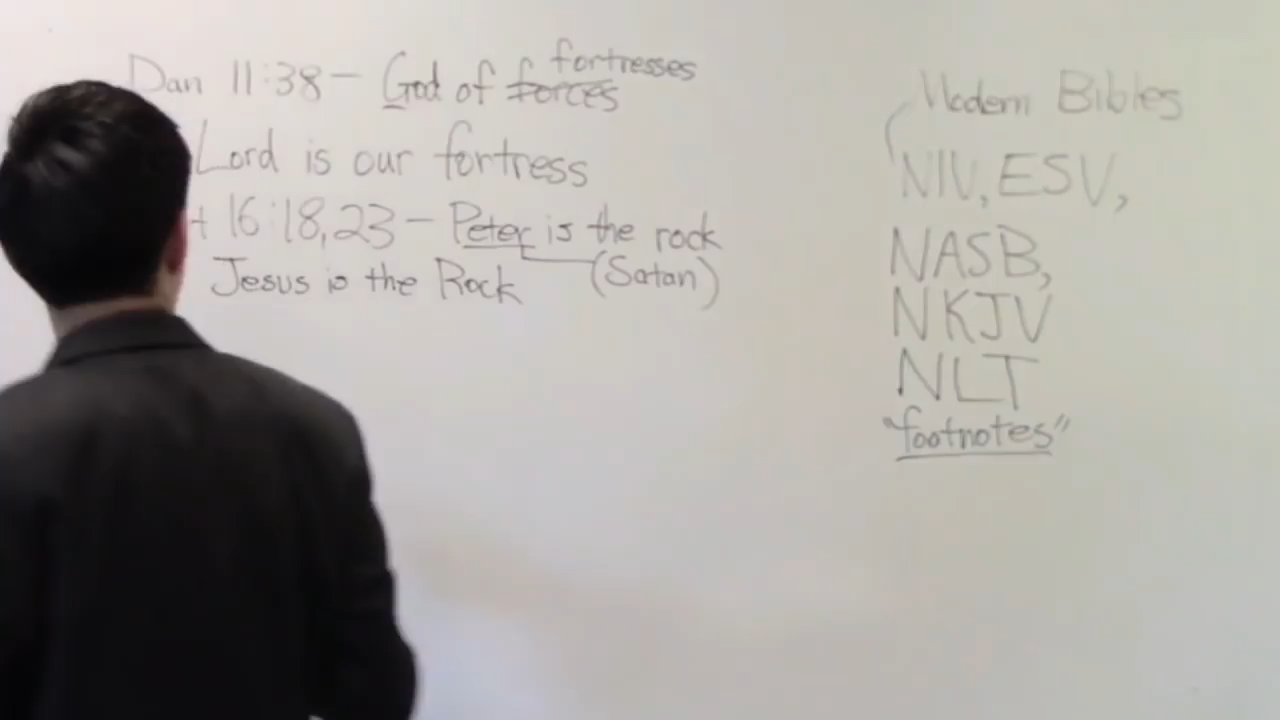 Dan 11:38 - God of forces fortresses
Lord is our fortress
t 16:18,23 - Peter is the rock
Jesus is the Rock (Satan)
Modern Bibles
NIV, ESV,
NASB,
NKJV
NLT
"footnotes"